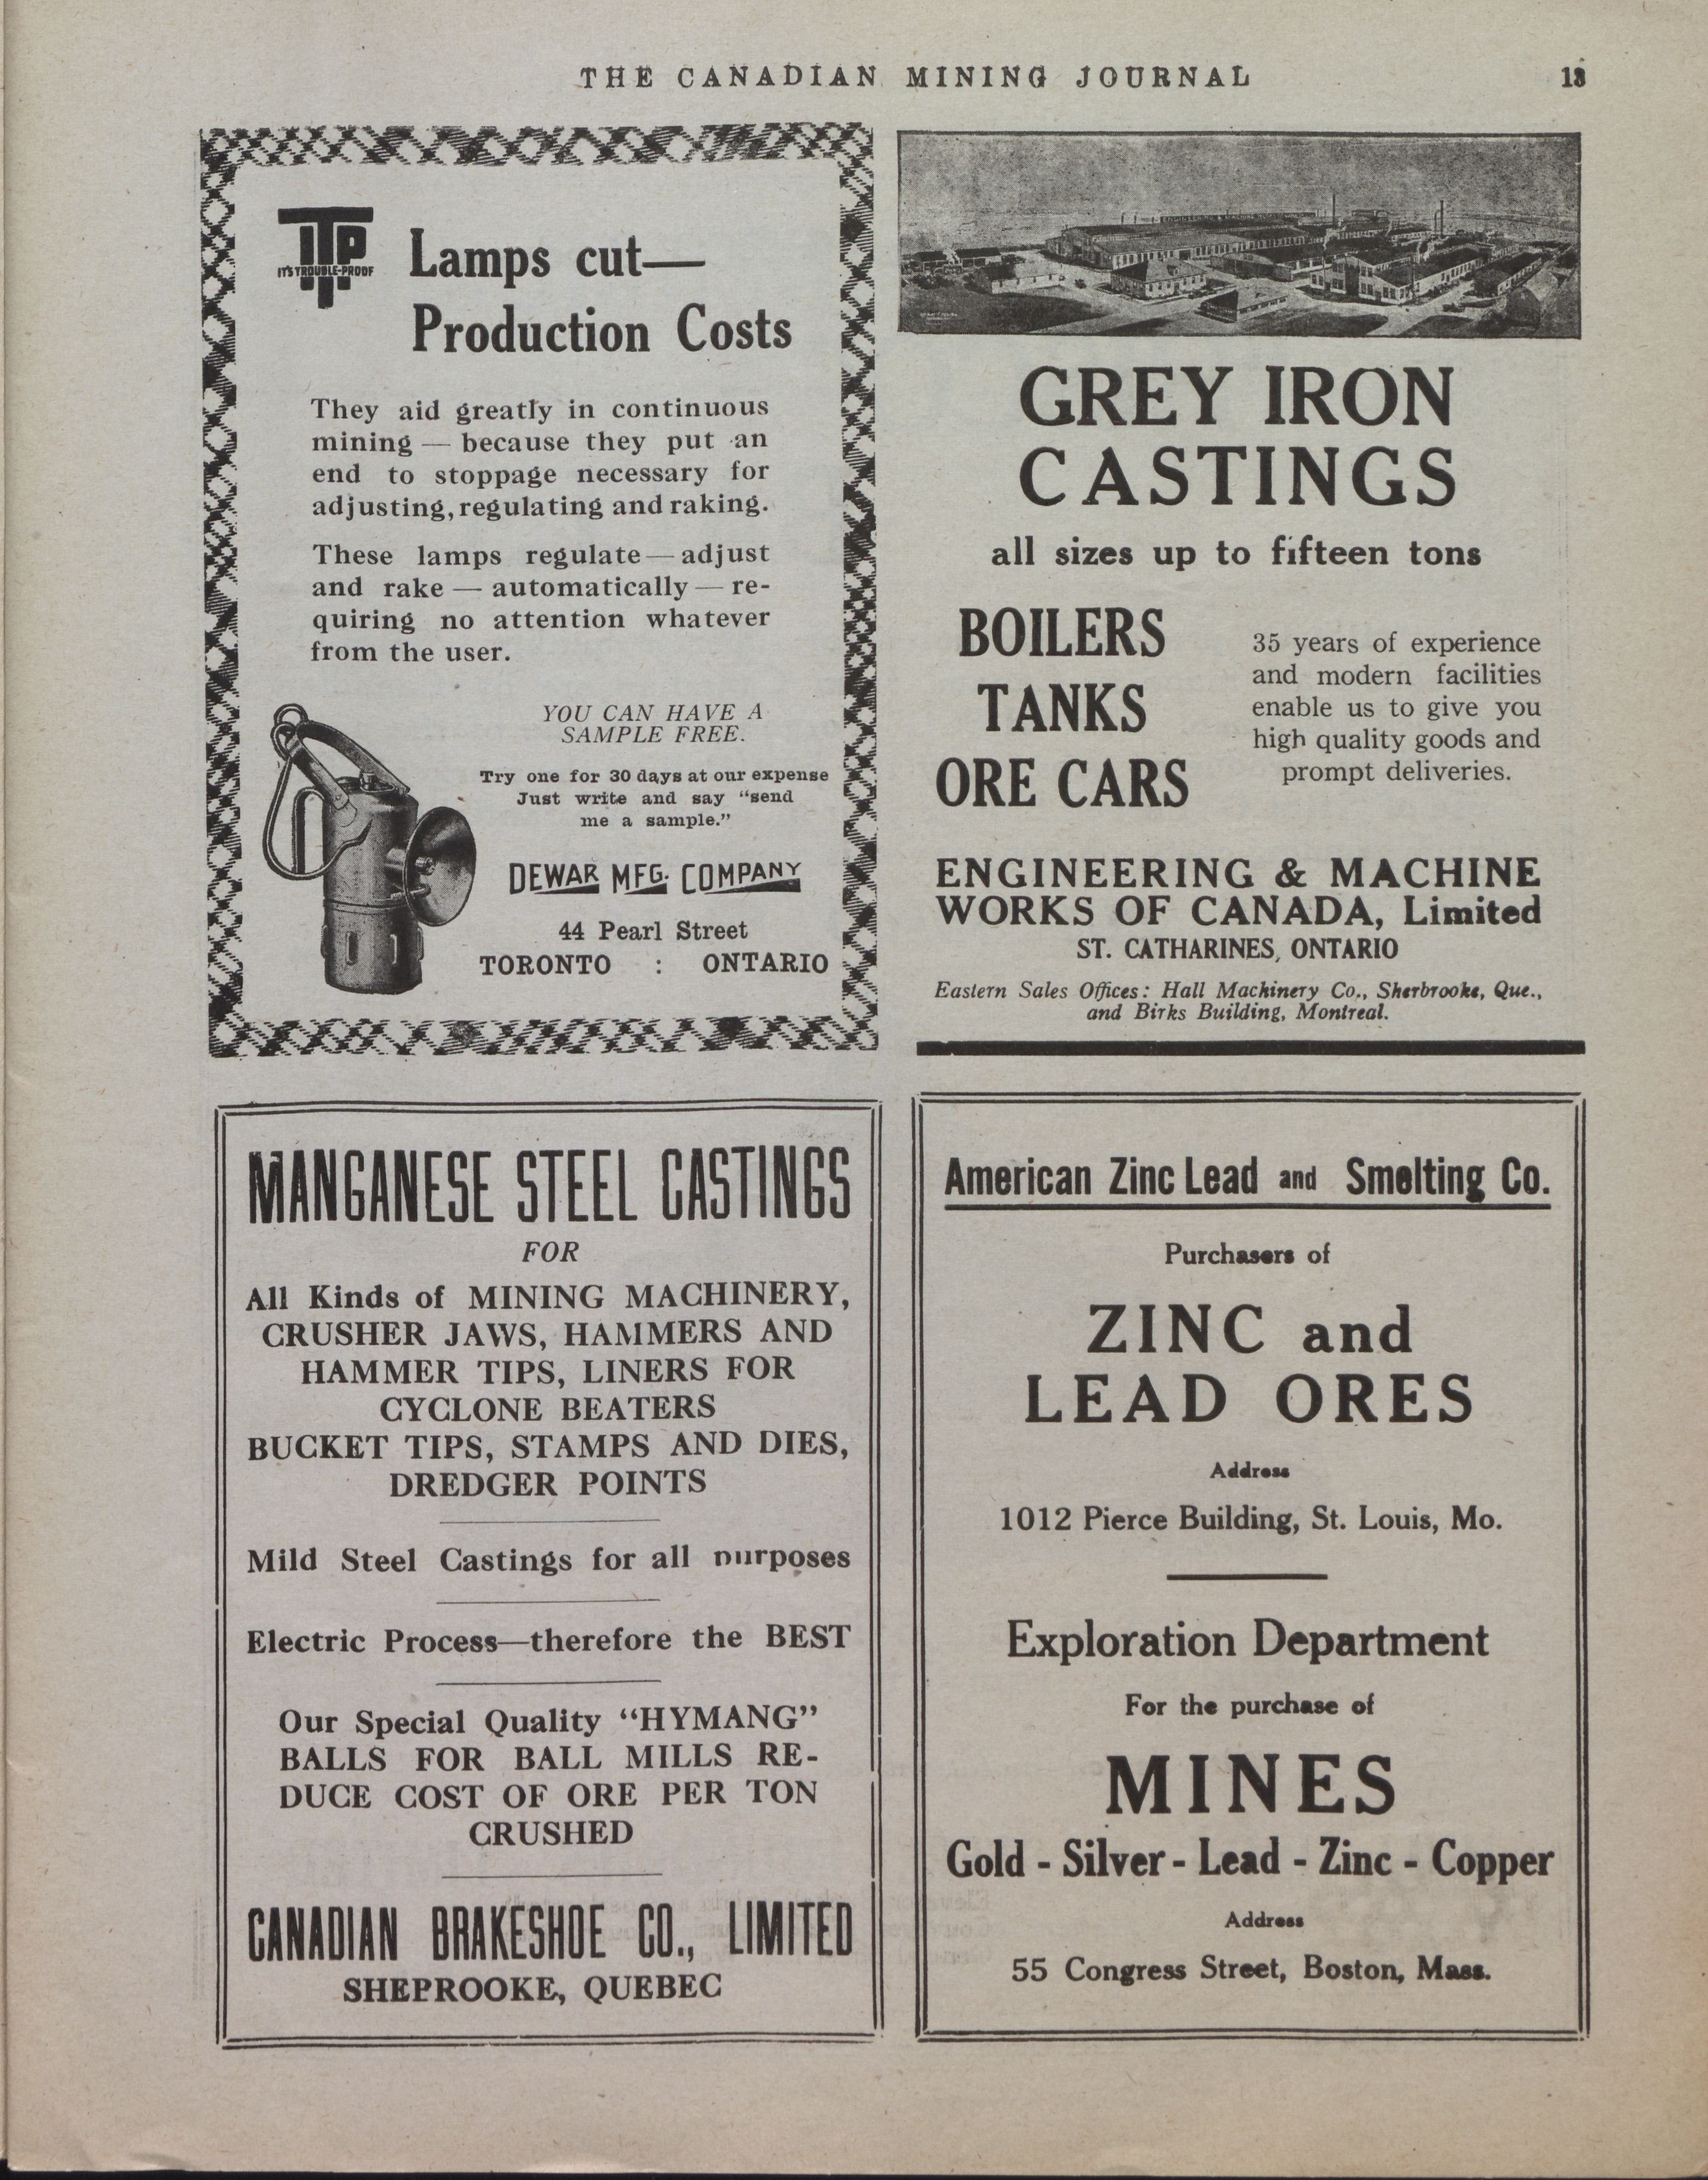 THE CANADIAN MINING JOURNAL
13
ITP
IT'S TROUBLE-PROOF
Lamps cut—
Production Costs
They aid greatly in continuous
mining — because they put an
end to stoppage necessary for
adjusting, regulating and raking.
These lamps regulate — adjust
and rake — automatically — re-
quiring no attention whatever
from the user.
YOU CAN HAVE A
SAMPLE FREE.
Try one for 30 days at our expense
Just write and say "send
me a sample."
DEWAR MFG. COMPANY
44 Pearl Street
TORONTO : ONTARIO
GREY IRON
CASTINGS
all sizes up to fifteen tons
BOILERS
TANKS
ORE CARS
35 years of experience
and modern facilities
enable us to give you
high quality goods and
prompt deliveries.
ENGINEERING & MACHINE
WORKS OF CANADA, Limited
ST. CATHARINES, ONTARIO
Eastern Sales Offices: Hall Machinery Co., Sherbrooke, Que.,
and Birks Building, Montreal.
MANGANESE STEEL CASTINGS
FOR
All Kinds of MINING MACHINERY,
CRUSHER JAWS, HAMMERS AND
HAMMER TIPS, LINERS FOR
CYCLONE BEATERS
BUCKET TIPS, STAMPS AND DIES,
DREDGER POINTS
Mild Steel Castings for all purposes
Electric Process—therefore the BEST
Our Special Quality "HYMANG"
BALLS FOR BALL MILLS RE-
DUCE COST OF ORE PER TON
CRUSHED
CANADIAN BRAKESHOE CO., LIMITED
SHEPROOKE, QUEBEC
American Zinc Lead and Smelting Co.
Purchasers of
ZINC and
LEAD ORES
Address
1012 Pierce Building, St. Louis, Mo.
Exploration Department
For the purchase of
MINES
Gold - Silver - Lead - Zinc - Copper
Address
55 Congress Street, Boston, Mass.